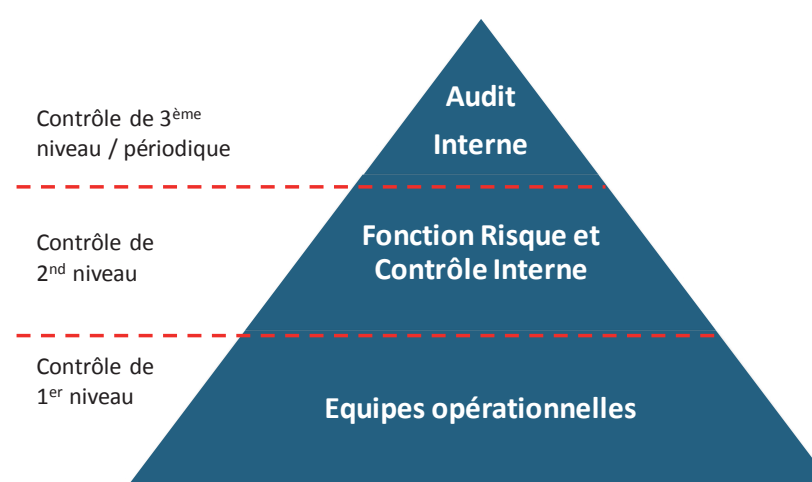 Audit
Interne
Contrôle de 3ème
niveau / périodique
Fonction Risque et
Contrôle Interne
Contrôle de
2nd niveau
Contrôle de
1er niveau
Equipes opérationnelles